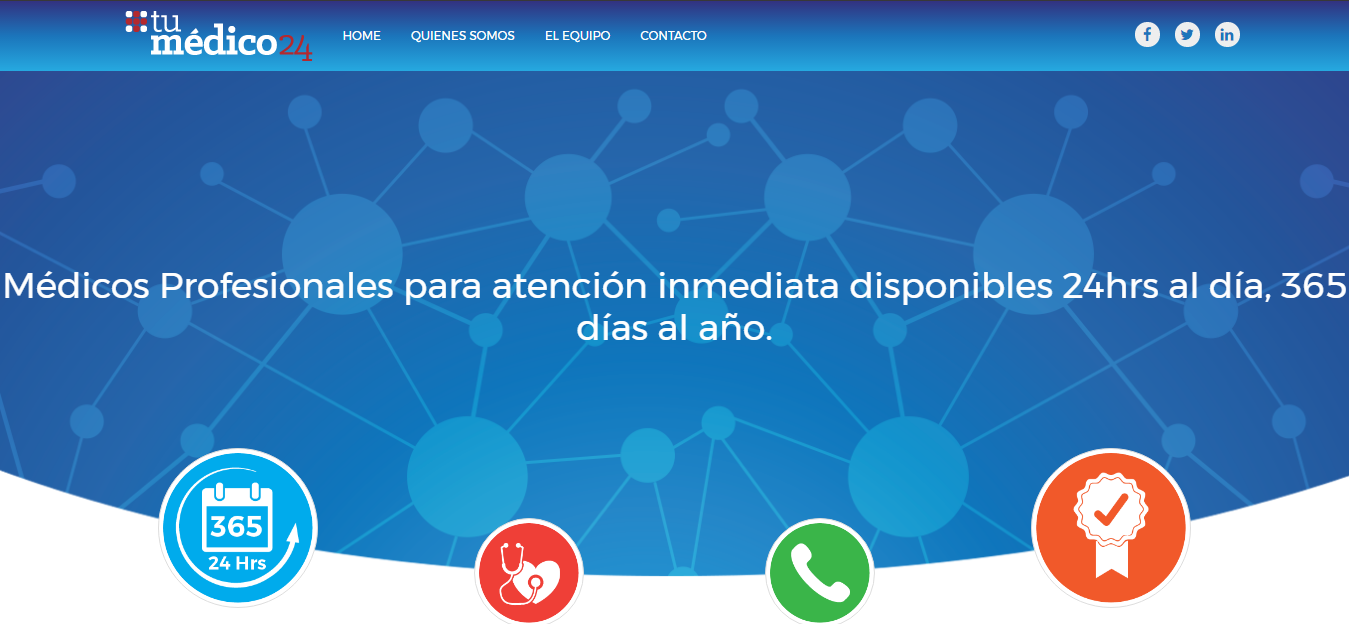 tu
médico24
HOME QUIENES SOMOS EL EQUIPO CONTACTO
Médicos Profesionales para atención inmediata disponibles 24hrs al día, 365
días al año.
365
24 Hrs